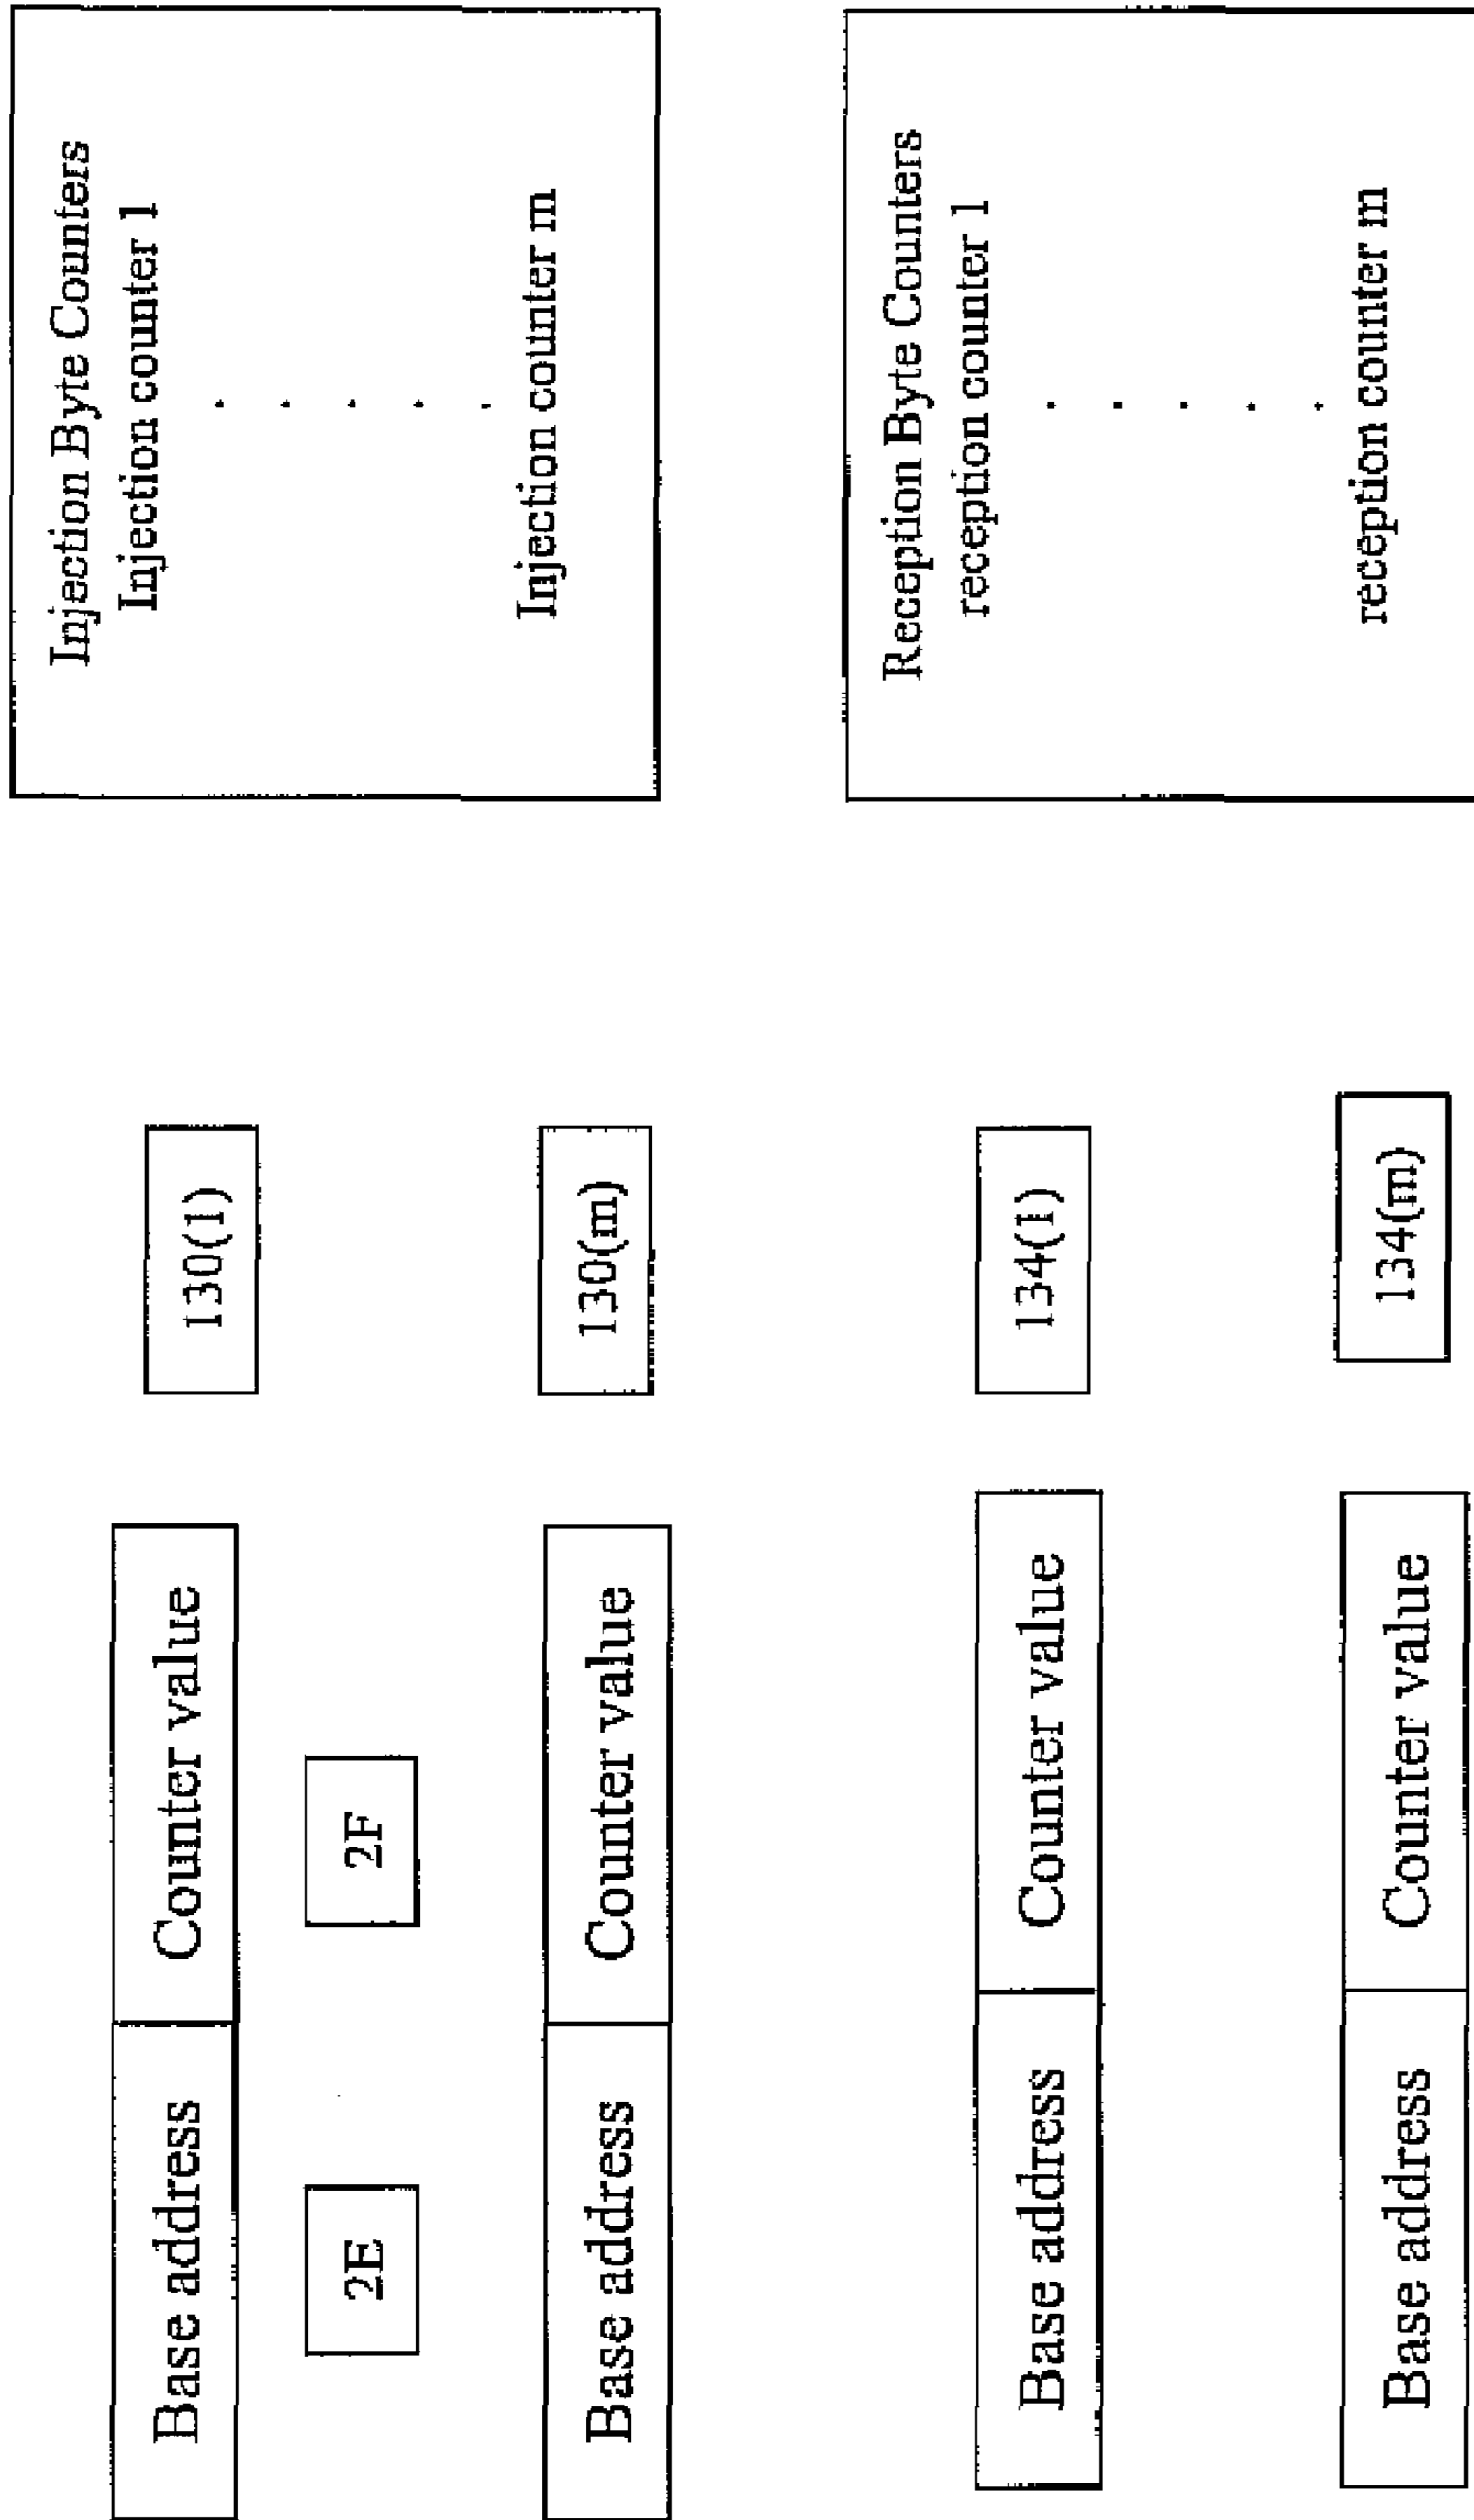 Injection Byte Counters
Injection counter 1
Base address Counter value 130(1)
2E 2F
Base address Counter value 130(m)
Injection counter m
Reception Byte Counters
reception counter 1
Base address Counter value 134(1)
Base address Counter value 134(m)
reception counter m